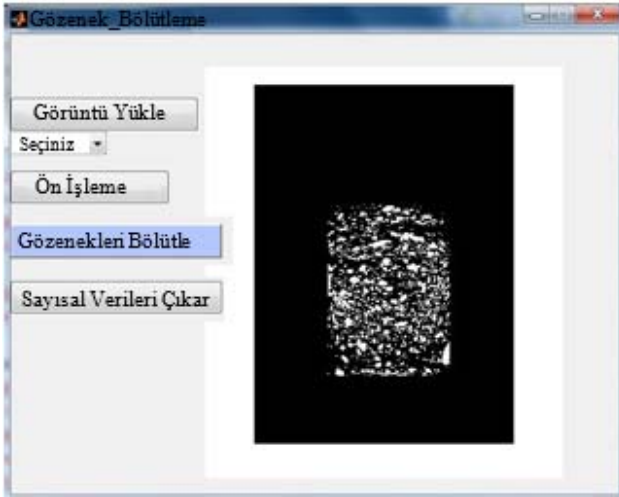 Gözenek_Bölütleme
Görüntü Yükle
Seçiniz
Ön İşleme
Gözenekleri Bölütle
Sayısal Verileri Çıkar